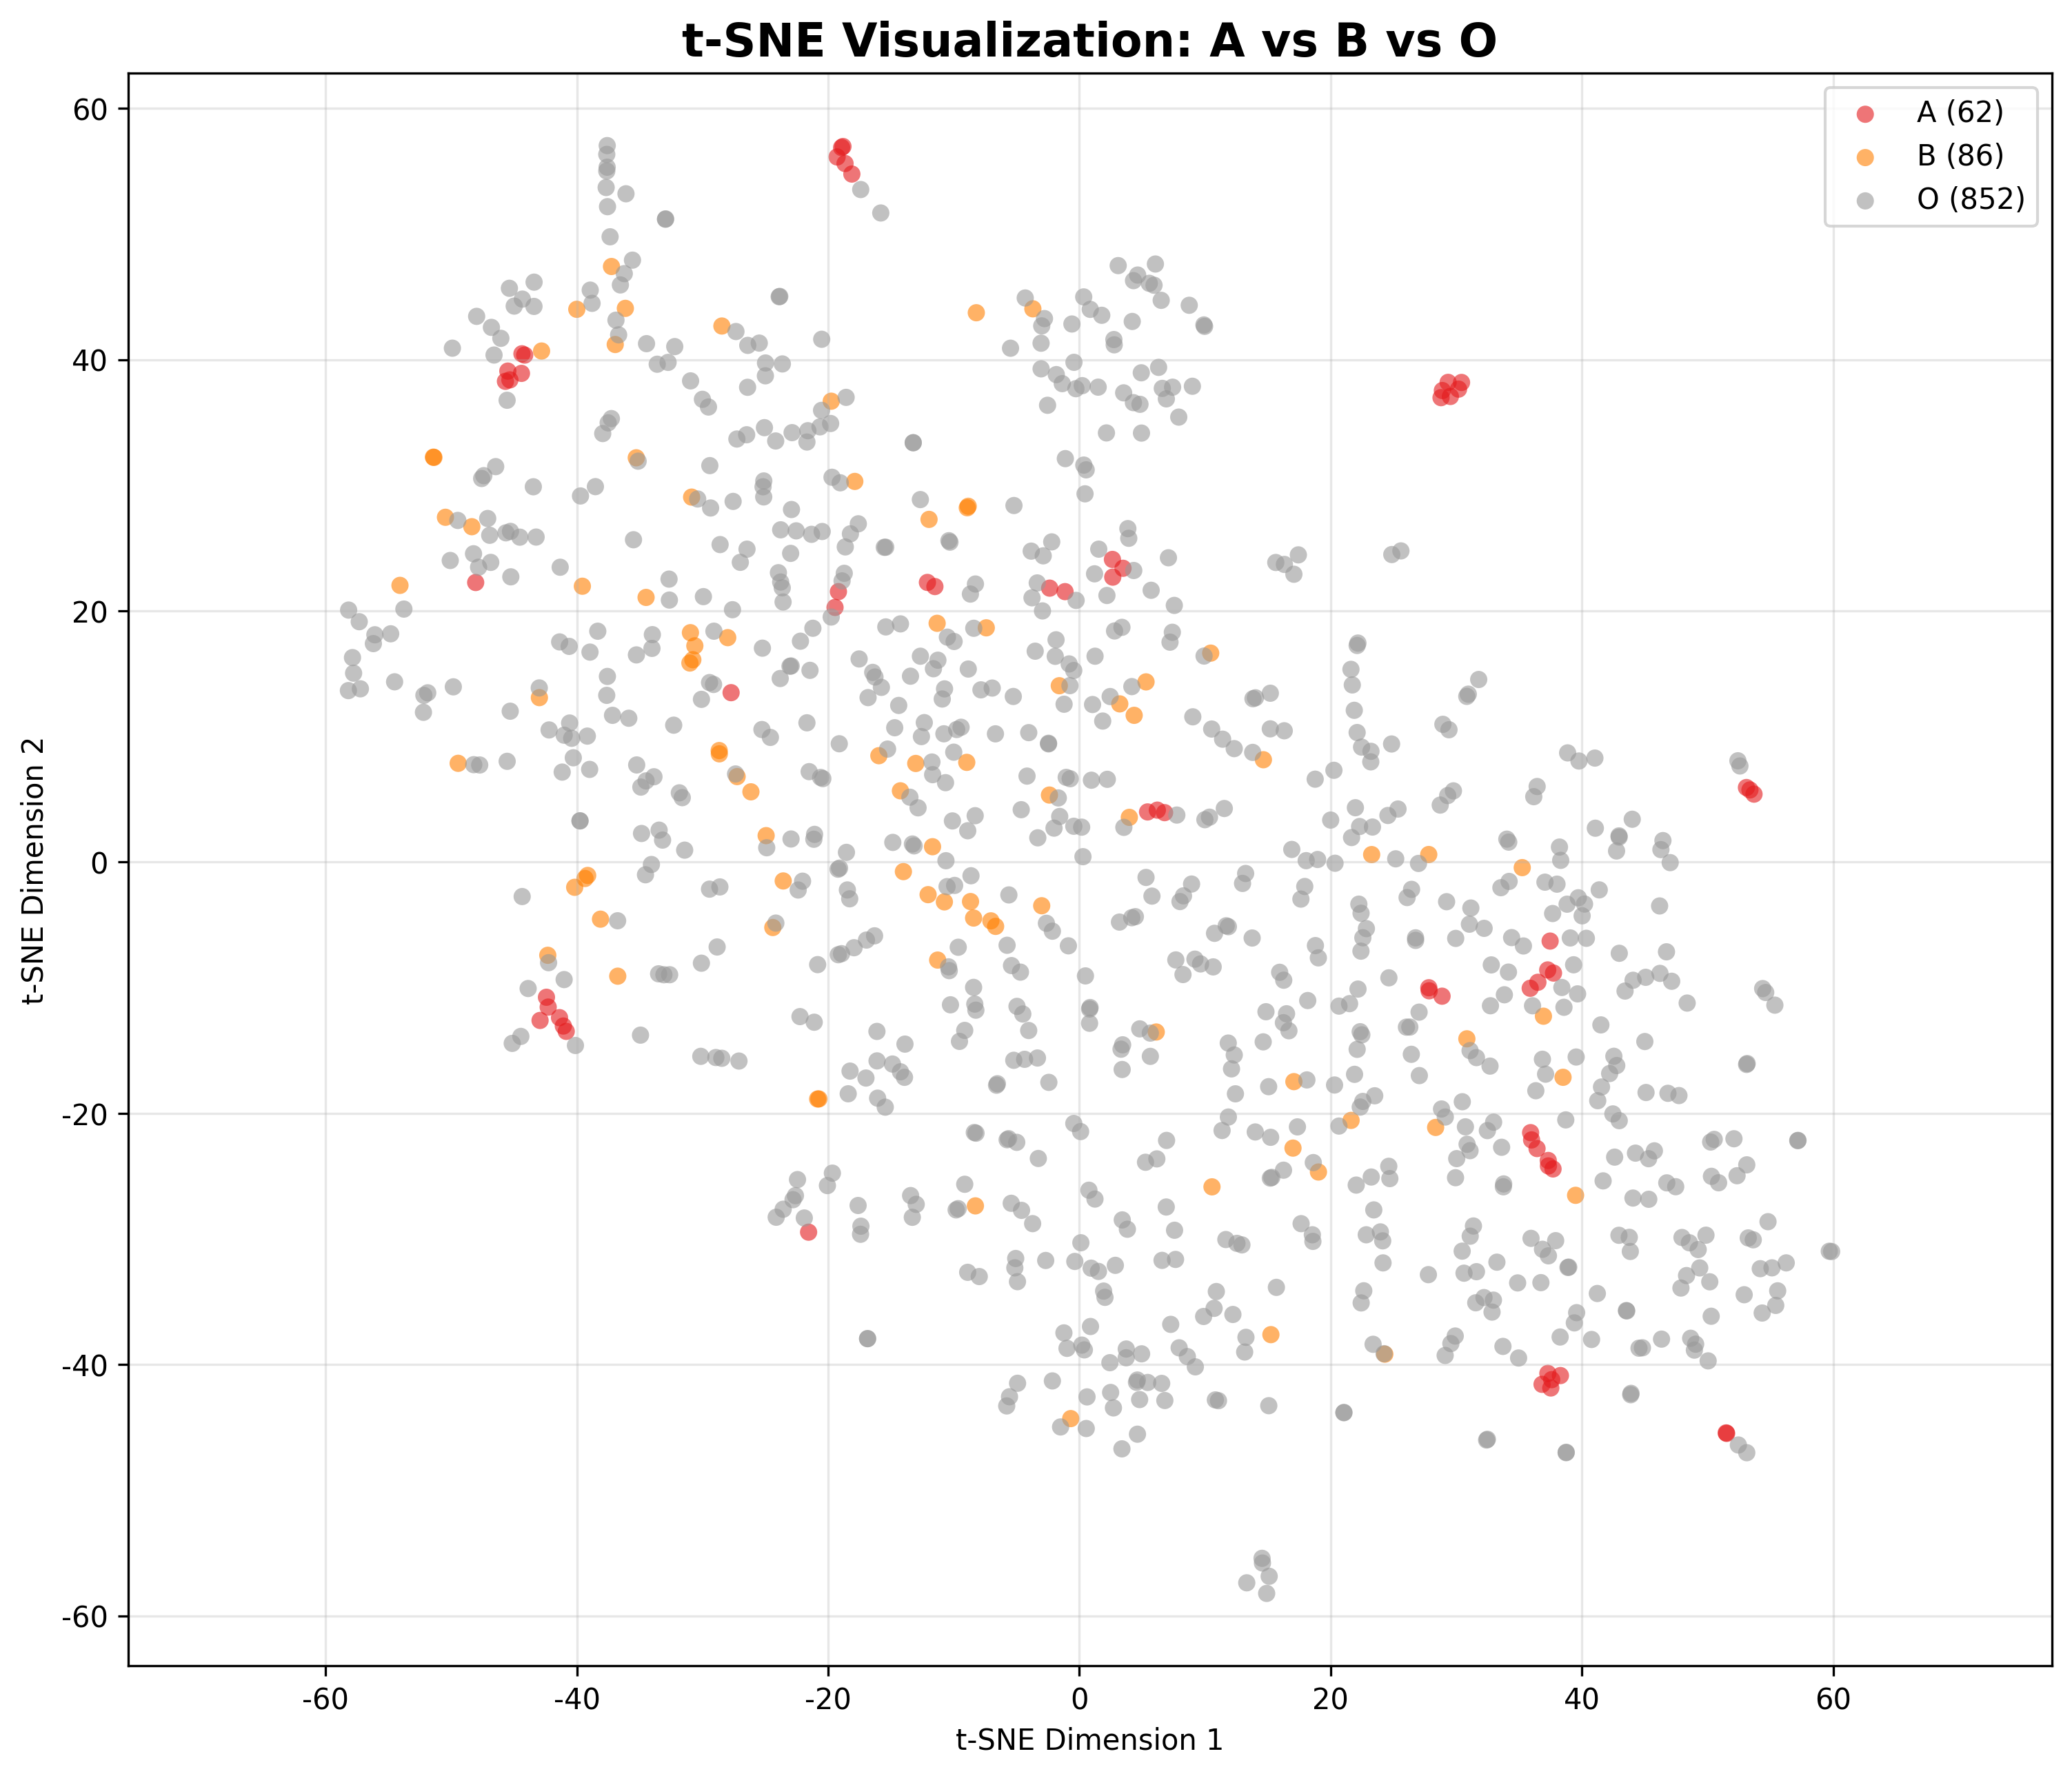 t-SNE Visualization: A vs B vs O
A (62)
B (86)
O (852)
60
40
20
0
-20
-40
-60
t-SNE Dimension 2
-60
-40
-20
0
20
40
60
t-SNE Dimension 1